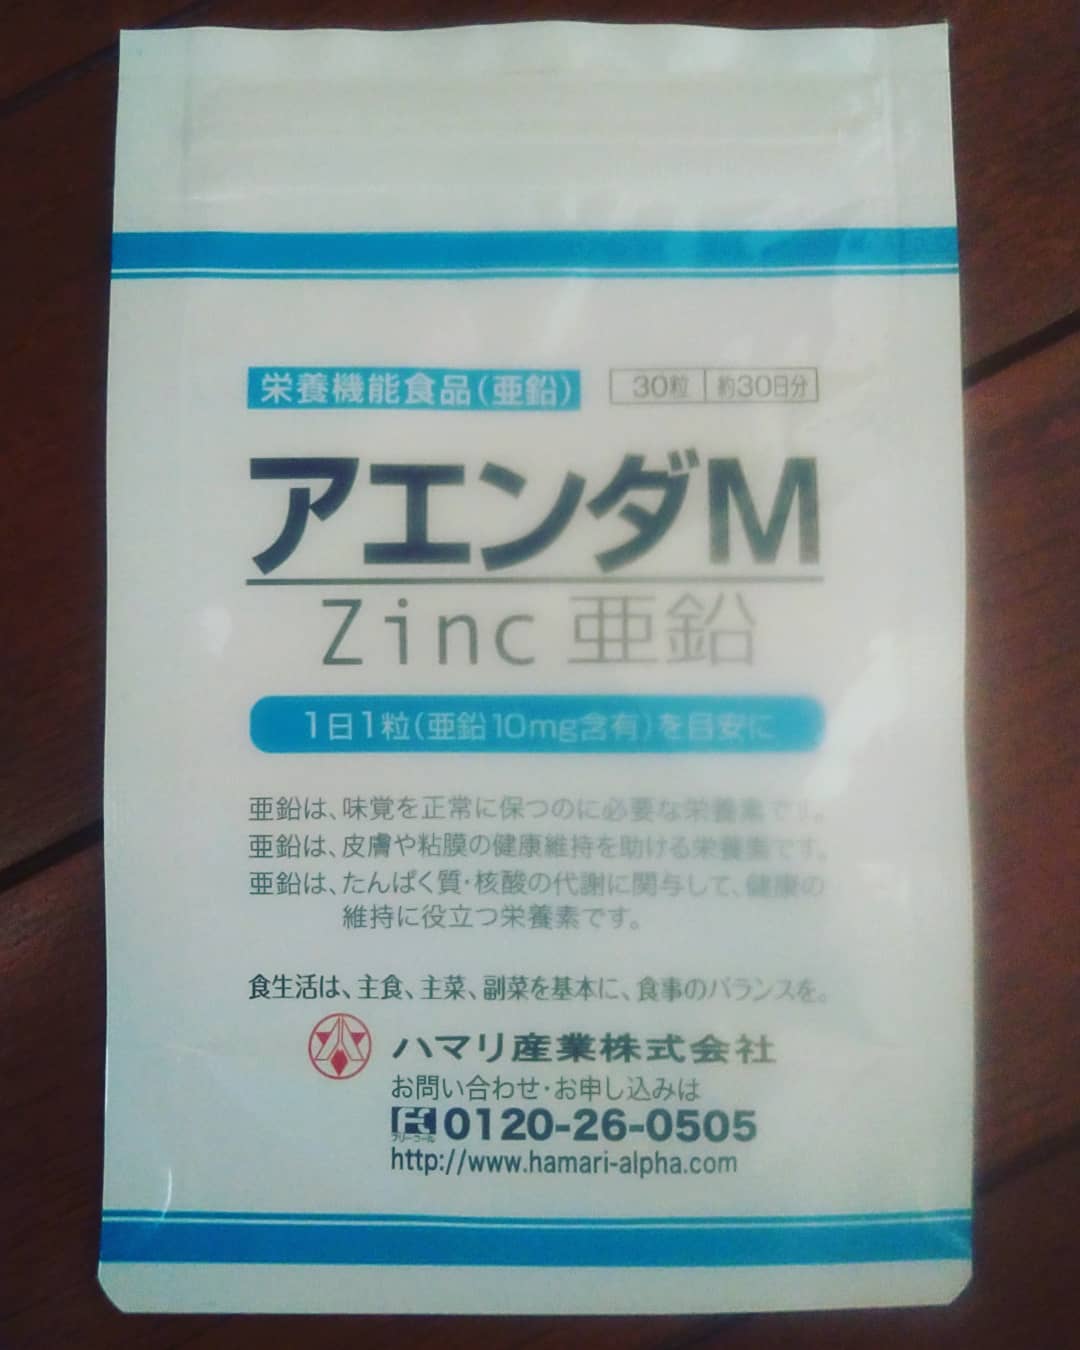 栄養機能食品(亜鉛)
30粒 約30日分
アエンダM
Zinc 亜鉛
1日1粒(亜鉛10mg含有)を目安に
亜鉛は、味覚を正常に保つのに必要な栄養素です。
亜鉛は、皮膚や粘膜の健康維持を助ける栄養素です。
亜鉛は、たんぱく質・核酸の代謝に関与して、健康の
維持に役立つ栄養素です。
食生活は、主食、主菜、副菜を基本に、食事のバランスを。
ハマリ産業株式会社
お問い合わせ・お申し込みは
フリーコール 0120-26-0505
http://www.hamari-alpha.com